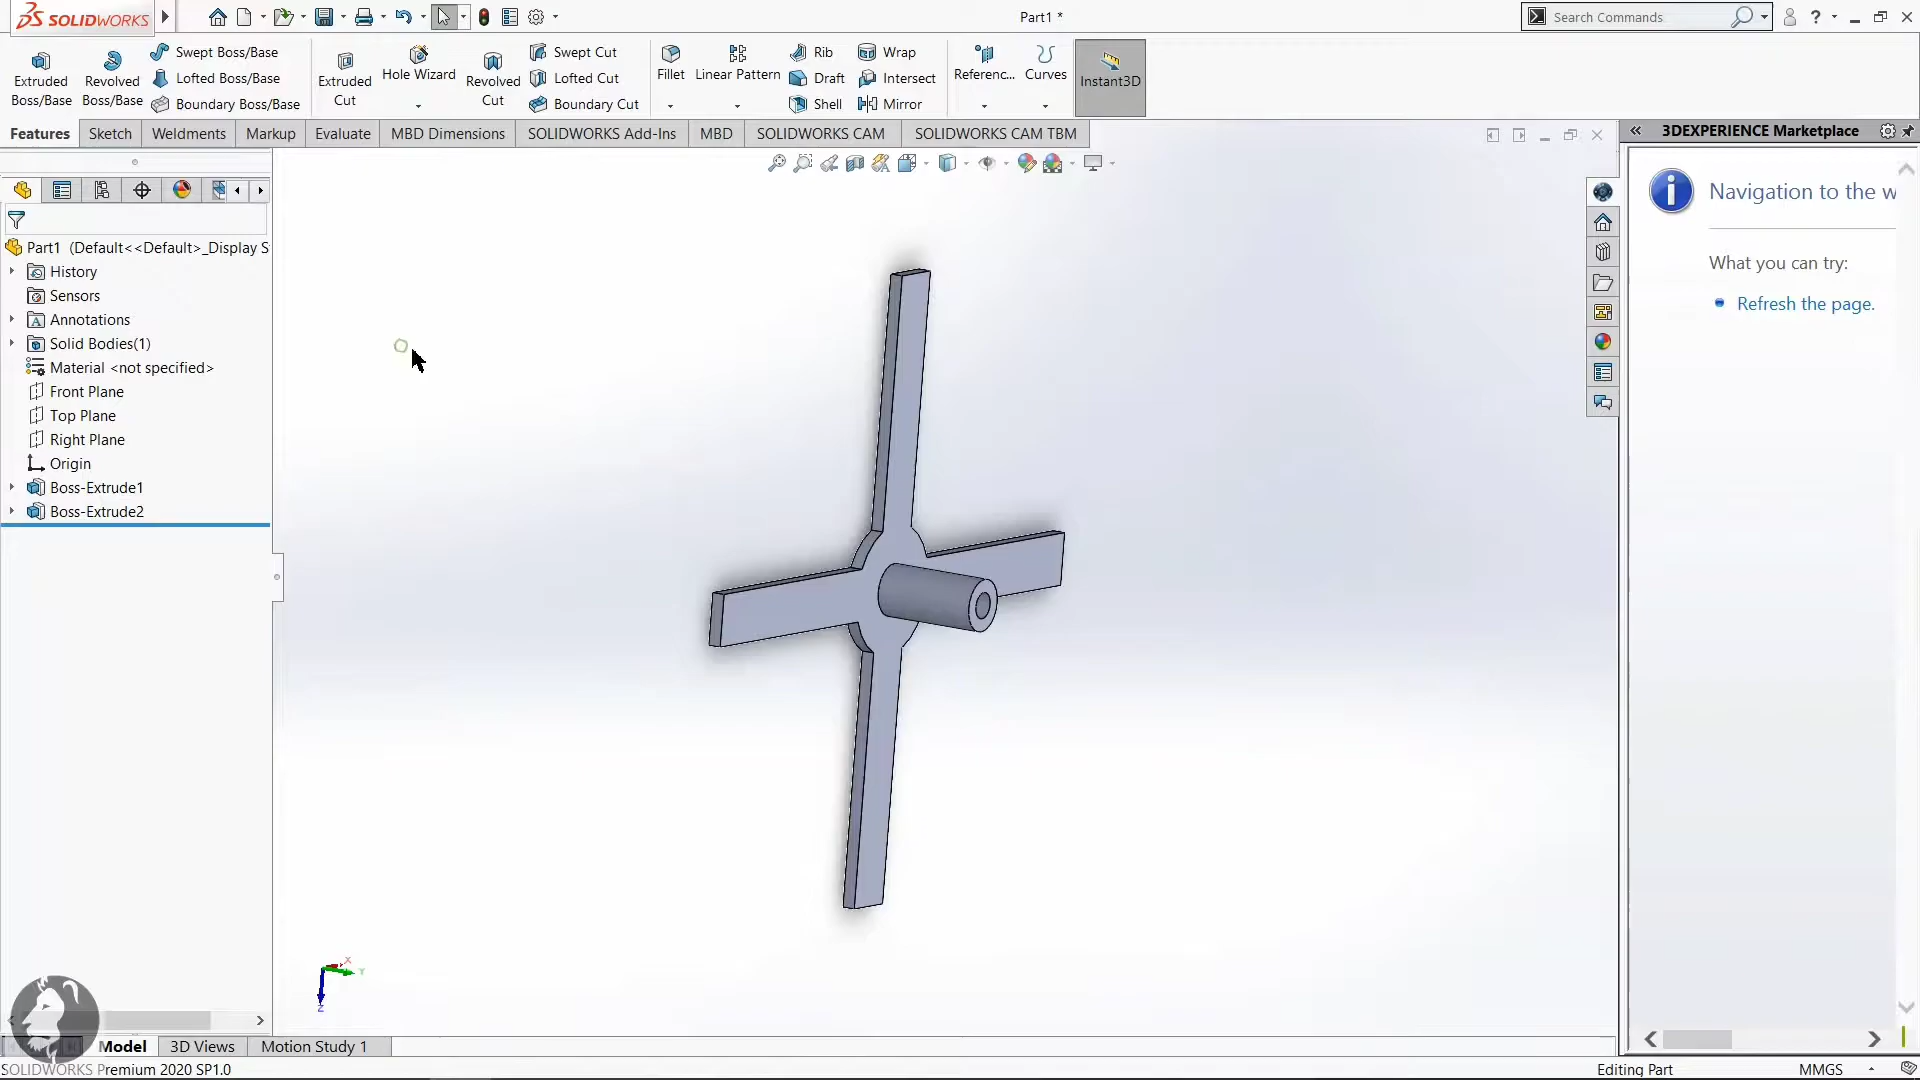 SOLIDWORKS
Part1 *
Search Commands
Extruded Boss/Base
Revolved Boss/Base
Swept Boss/Base
Lofted Boss/Base
Boundary Boss/Base
Extruded Cut
Hole Wizard
Revolved Cut
Swept Cut
Lofted Cut
Boundary Cut
Fillet
Linear Pattern
Rib
Draft
Shell
Wrap
Intersect
Mirror
Referenc...
Curves
Instant3D
Features
Sketch
Weldments
Markup
Evaluate
MBD Dimensions
SOLIDWORKS Add-Ins
MBD
SOLIDWORKS CAM
SOLIDWORKS CAM TBM
3DEXPERIENCE Marketplace
Part1 (Default<<Default>_Display S
History
Sensors
Annotations
Solid Bodies(1)
Material <not specified>
Front Plane
Top Plane
Right Plane
Origin
Boss-Extrude1
Boss-Extrude2
Navigation to the w
What you can try:
Refresh the page.
X
Y
Z
Model
3D Views
Motion Study 1
SOLIDWORKS Premium 2020 SP1.0
Editing Part
MMGS